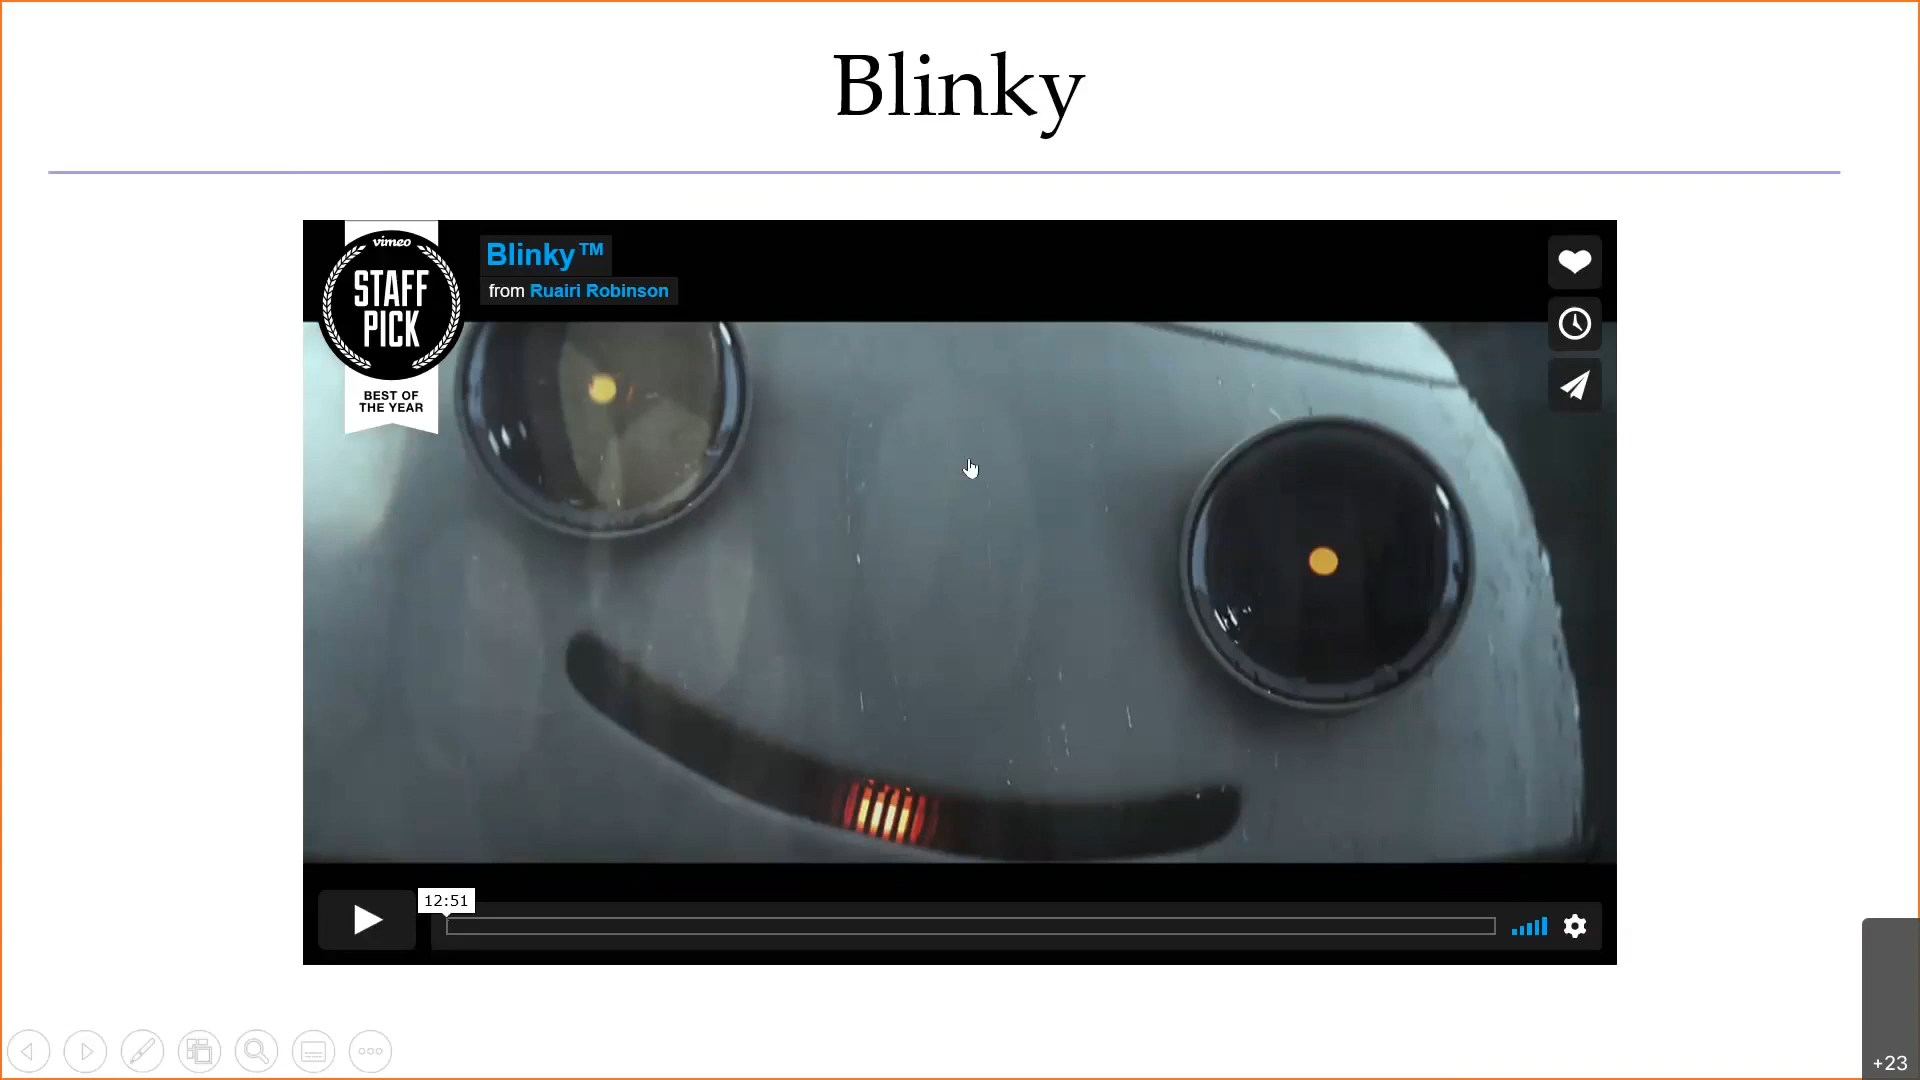 Blinky
vimeo
STAFF
PICK
BEST OF
THE YEAR
Blinky™
from Ruairi Robinson
12:51
+23